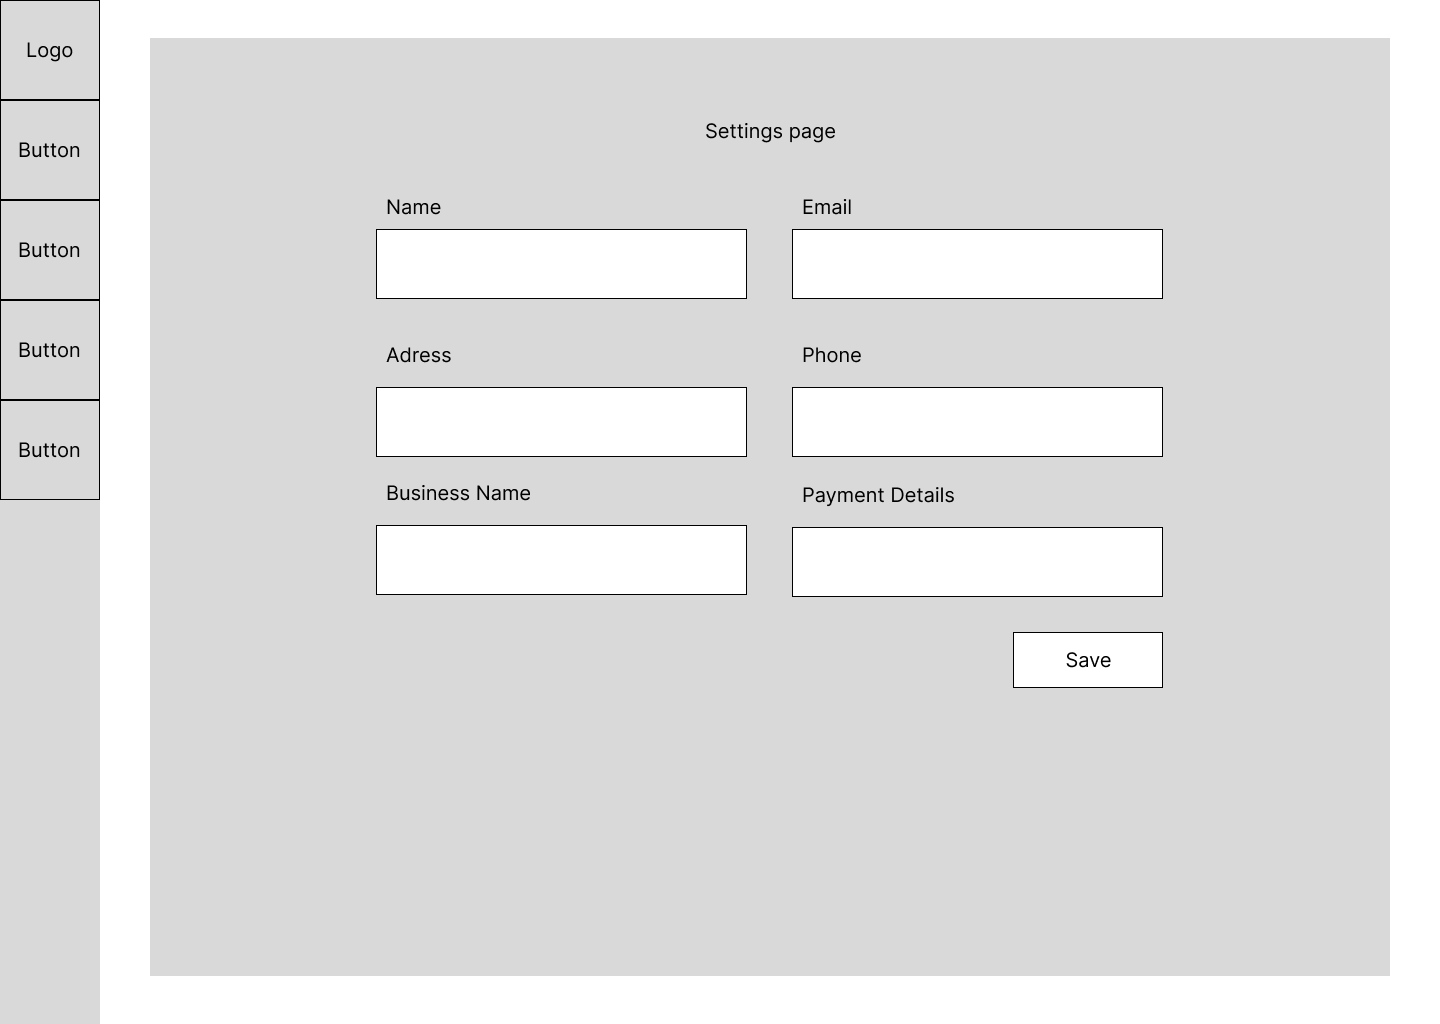 Logo
Button
Button
Button
Button
Settings page
Name
Email
Adress
Phone
Business Name
Payment Details
Save